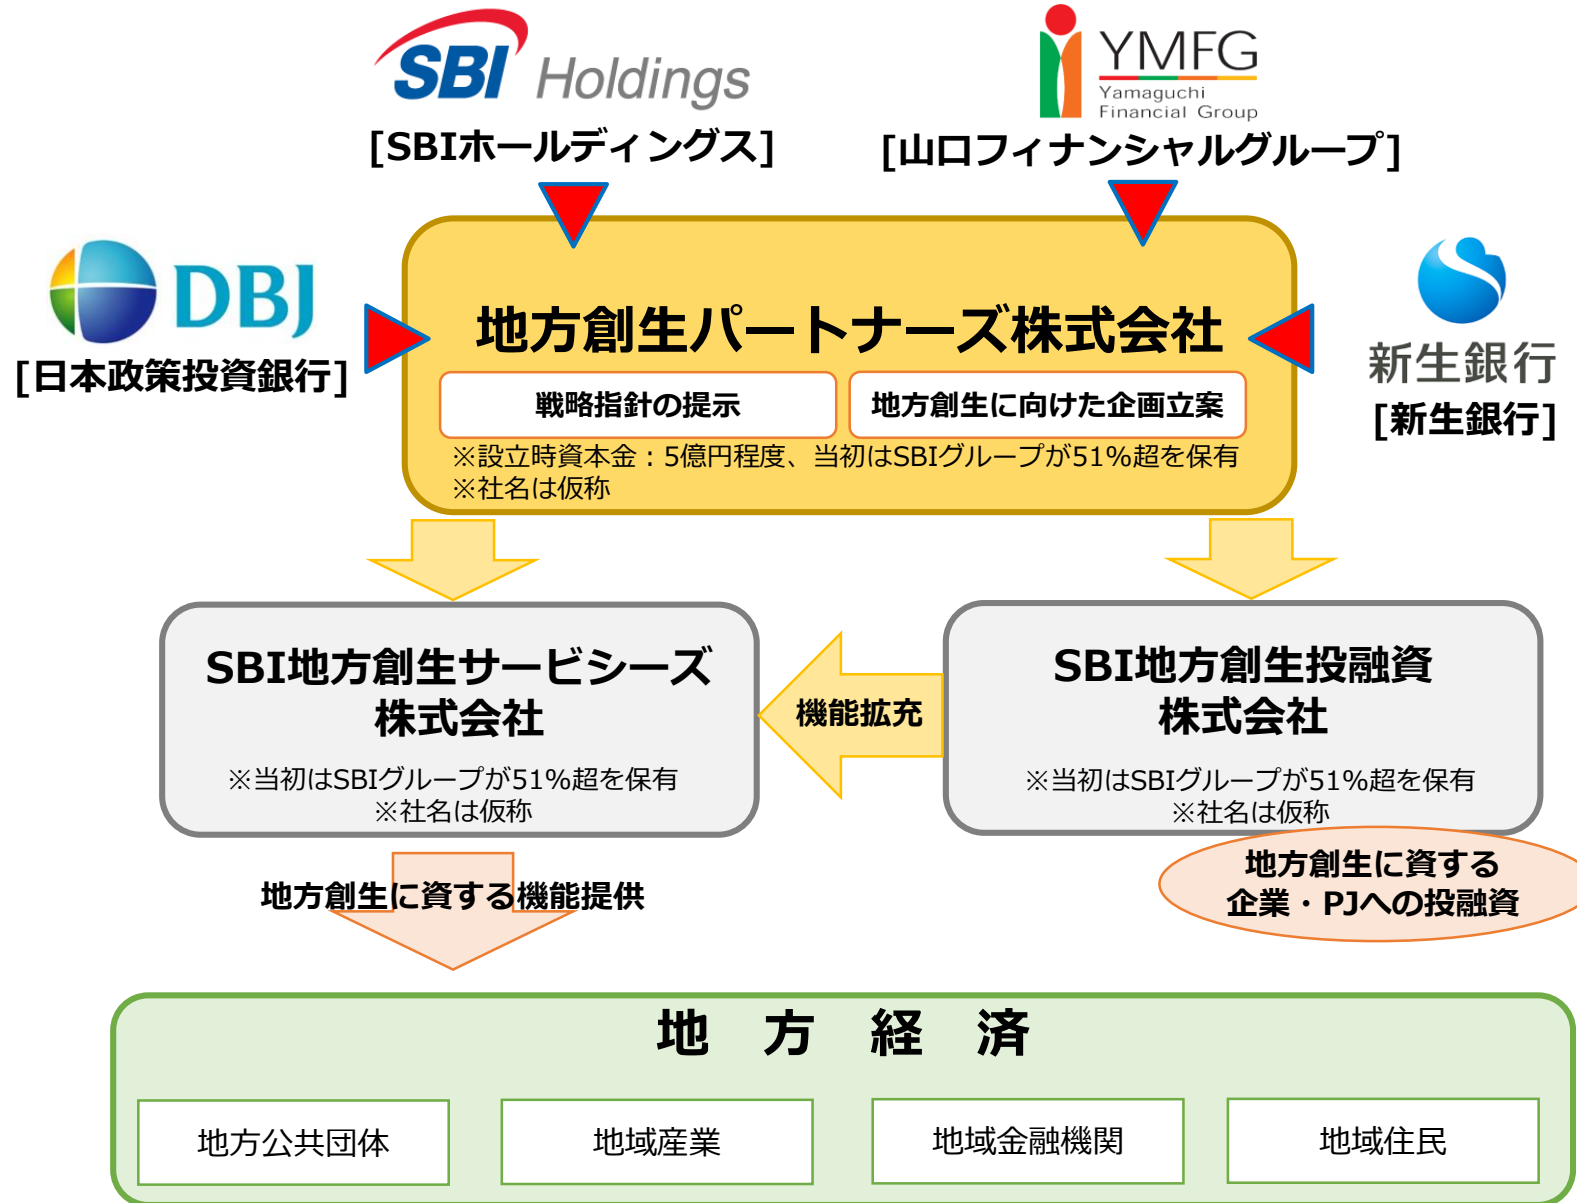 SBI Holdings
[SBIホールディングス]
YMFG
Yamaguchi
Financial Group
[山口フィナンシャルグループ]
DBJ
[日本政策投資銀行]
新生銀行
[新生銀行]
地方創生パートナーズ株式会社
戦略指針の提示
地方創生に向けた企画立案
※設立時資本金：5億円程度、当初はSBIグループが51%超を保有
※社名は仮称
SBI地方創生サービシーズ
株式会社
※当初はSBIグループが51%超を保有
※社名は仮称
機能拡充
SBI地方創生投融資
株式会社
※当初はSBIグループが51%超を保有
※社名は仮称
地方創生に資する機能提供
地方創生に資する
企業・PJへの投融資
地 方 経 済
地方公共団体
地域産業
地域金融機関
地域住民